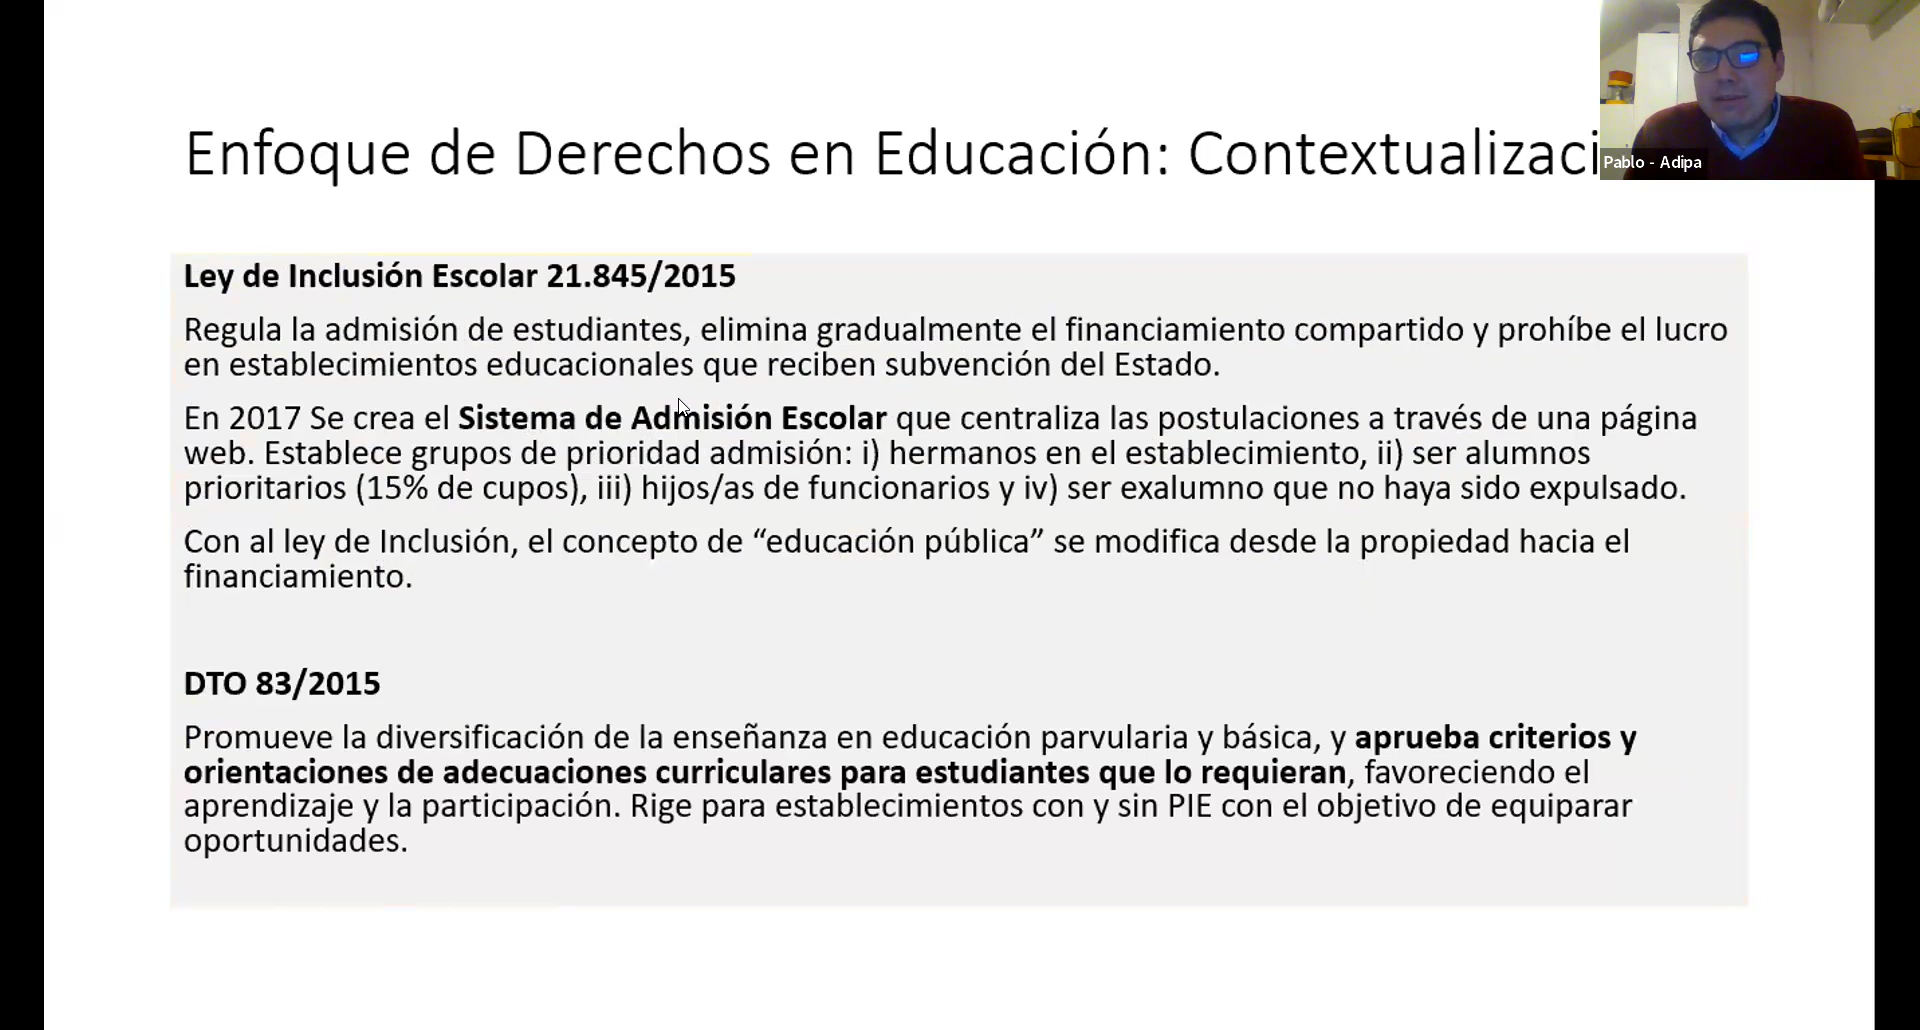 Enfoque de Derechos en Educación: Contextualizaci
Pablo - Adipa
Ley de Inclusión Escolar 21.845/2015
Regula la admisión de estudiantes, elimina gradualmente el financiamiento compartido y prohíbe el lucro
en establecimientos educacionales que reciben subvención del Estado.
En 2017 Se crea el Sistema de Admisión Escolar que centraliza las postulaciones a través de una página
web. Establece grupos de prioridad admisión: i) hermanos en el establecimiento, ii) ser alumnos
prioritarios (15% de cupos), iii) hijos/as de funcionarios y iv) ser exalumno que no haya sido expulsado.
Con al ley de Inclusión, el concepto de “educación pública” se modifica desde la propiedad hacia el
financiamiento.
DTO 83/2015
Promueve la diversificación de la enseñanza en educación parvularia y básica, y aprueba criterios y
orientaciones de adecuaciones curriculares para estudiantes que lo requieran, favoreciendo el
aprendizaje y la participación. Rige para establecimientos con y sin PIE con el objetivo de equiparar
oportunidades.